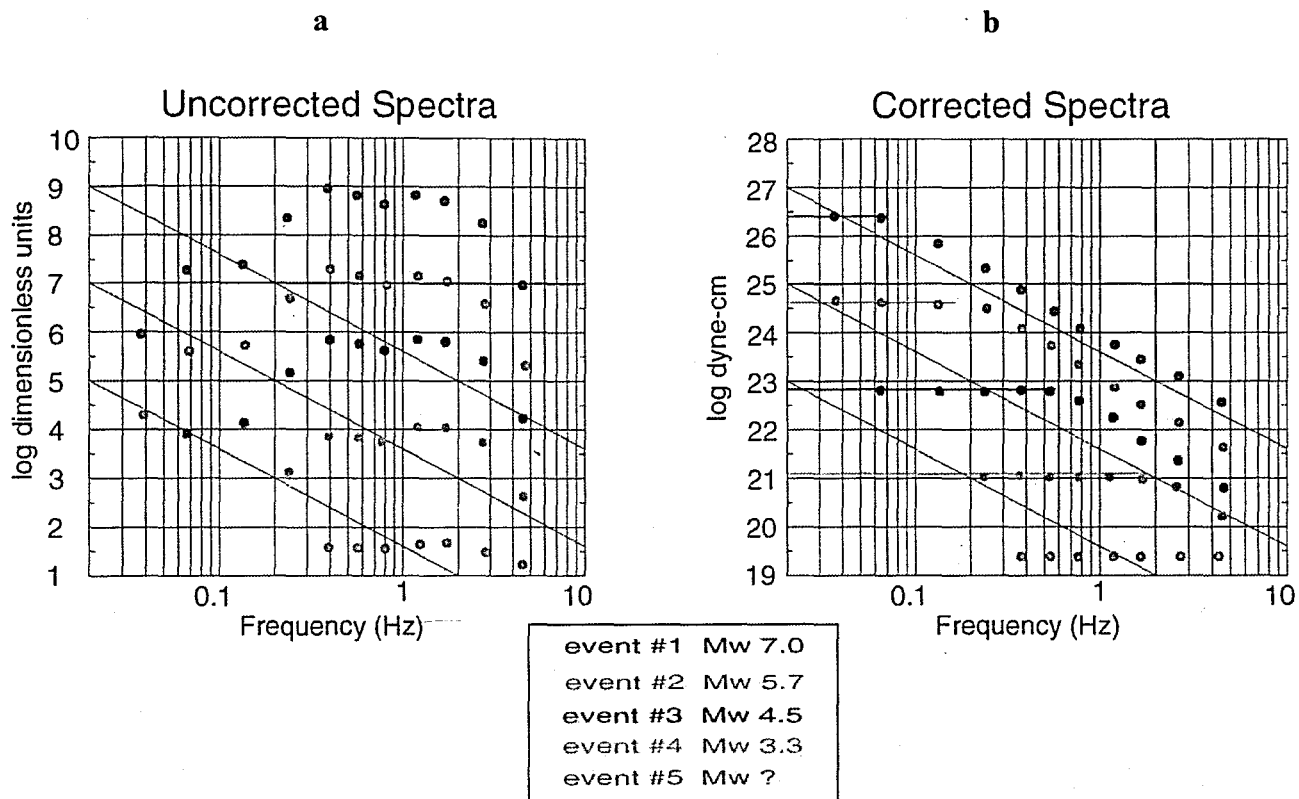 a
b
Uncorrected Spectra
Corrected Spectra
log dimensionless units
10
9
8
7
6
5
4
3
2
1
0.1
1
10
Frequency (Hz)
log dyne-cm
28
27
26
25
24
23
22
21
20
19
0.1
1
10
Frequency (Hz)
event #1 Mw 7.0
event #2 Mw 5.7
event #3 Mw 4.5
event #4 Mw 3.3
event #5 Mw ?